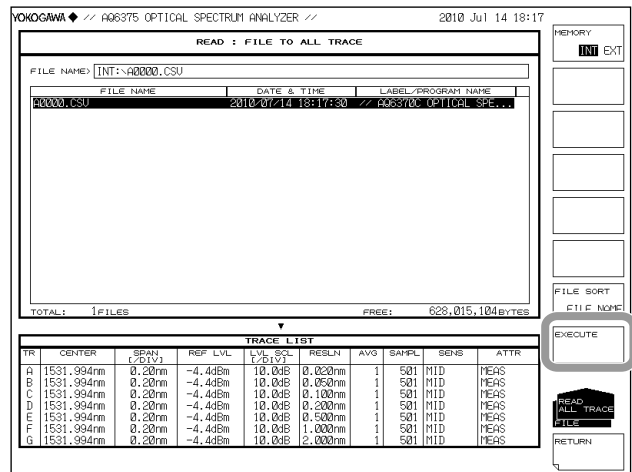 YOKOGAWA ◆ // AQ6375 OPTICAL SPECTRUM ANALYZER // 2010 Jul 14 18:17
READ : FILE TO ALL TRACE
FILE NAME> INT:\A0000.CSV
FILE NAME DATE & TIME LABEL/PROGRAM NAME
A0000.CSV 2010/07/14 18:17:30 // AQ6370C OPTICAL SPE...
TOTAL: 1FILES FREE: 628,015,104BYTES
▼
TRACE LIST
TR CENTER SPAN [/DIV] REF LVL LVL SCL [/DIV] RESLN AVG SAMPL SENS ATTR
A 1531.994nm 0.20nm -4.4dBm 10.0dB 0.020nm 1 501 MID MEAS
B 1531.994nm 0.20nm -4.4dBm 10.0dB 0.050nm 1 501 MID MEAS
C 1531.994nm 0.20nm -4.4dBm 10.0dB 0.100nm 1 501 MID MEAS
D 1531.994nm 0.20nm -4.4dBm 10.0dB 0.200nm 1 501 MID MEAS
E 1531.994nm 0.20nm -4.4dBm 10.0dB 0.500nm 1 501 MID MEAS
F 1531.994nm 0.20nm -4.4dBm 10.0dB 1.000nm 1 501 MID MEAS
G 1531.994nm 0.20nm -4.4dBm 10.0dB 2.000nm 1 501 MID MEAS
MEMORY
INT EXT
FILE SORT
FILE NAME
EXECUTE
READ
ALL TRACE
FILE
RETURN